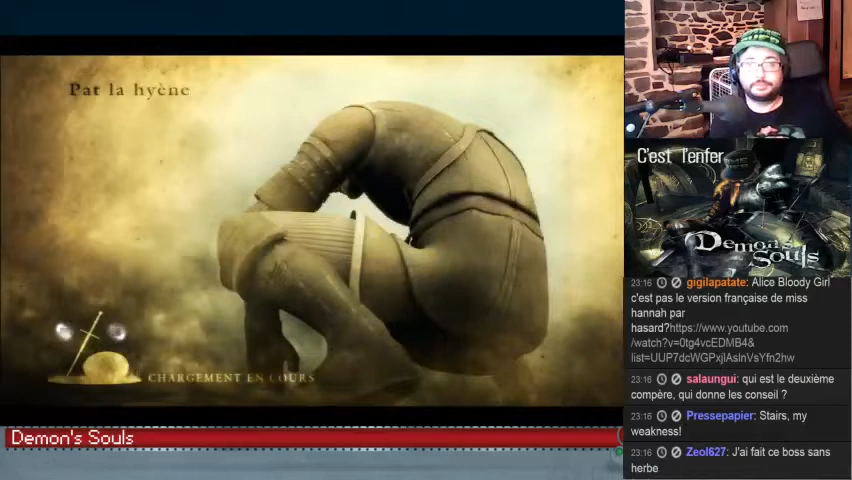 Pat la hyène
CHARGEMENT EN COURS
Demon's Souls
C'est l'enfer
Demon's
Souls
23:16 gigilapatate: Alice Bloody Girl
c'est pas le version française de miss
hannah par
hasard?https://www.youtube.com
/watch?v=0tg4vcEDMB4&
list=UUP7dcWGPxjlAsInVsYfn2hw
23:16 salaungui: qui est le deuxième
compère, qui donne les conseil ?
23:16 Pressepapier: Stairs, my
weakness!
23:16 Zeol627: J'ai fait ce boss sans
herbe